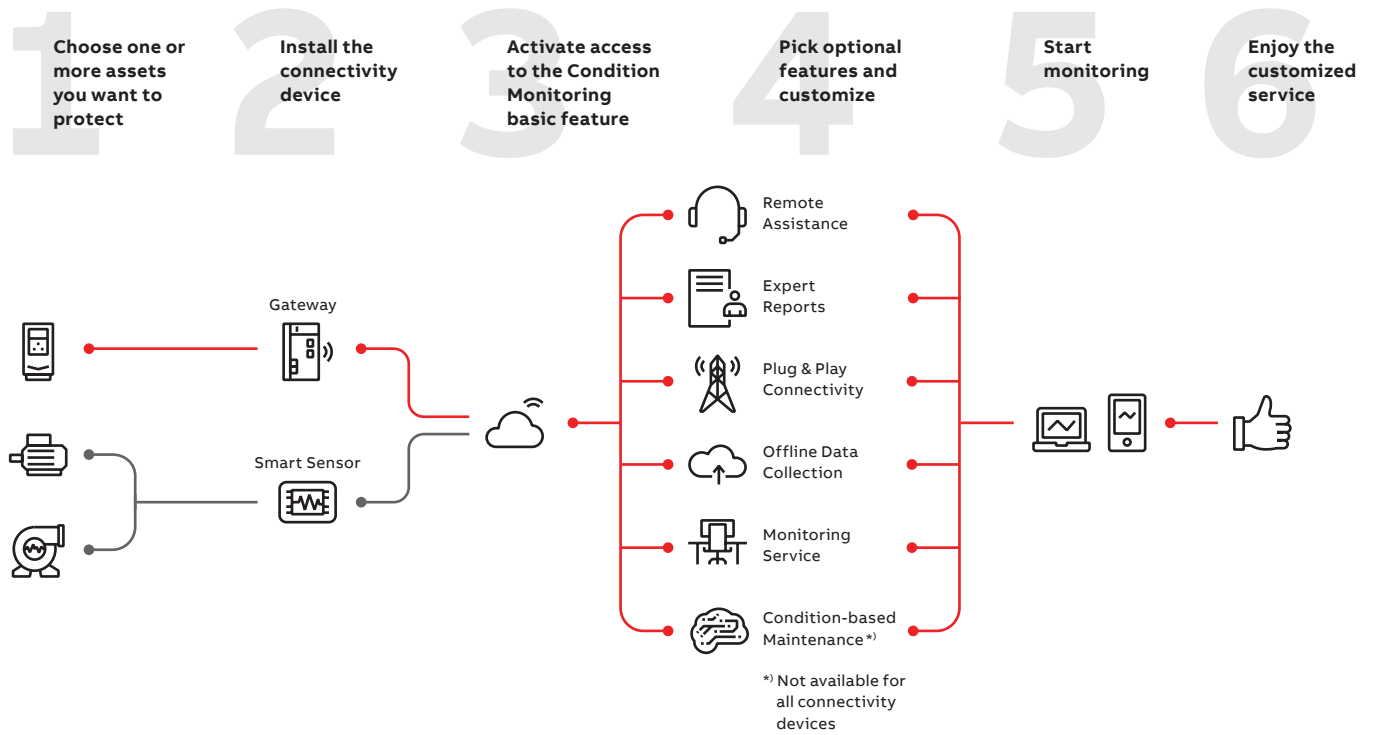 1
Choose one or
more assets
you want to
protect
2
Install the
connectivity
device
3
Activate access
to the Condition
Monitoring
basic feature
4
Pick optional
features and
customize
5
Start
monitoring
6
Enjoy the
customized
service
Gateway
Smart Sensor
Remote
Assistance
Expert
Reports
Plug & Play
Connectivity
Offline Data
Collection
Monitoring
Service
Condition-based
Maintenance *)
*) Not available for
all connectivity
devices